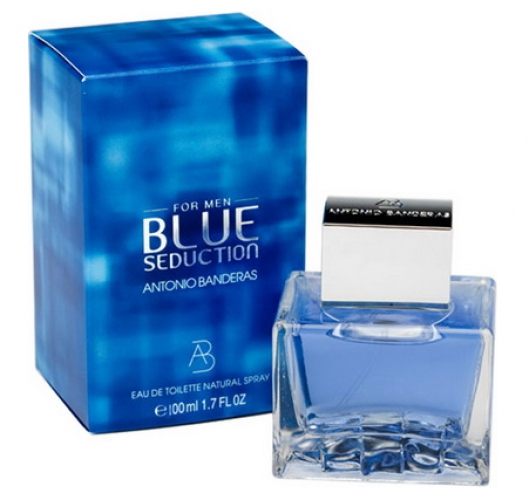 FOR MEN
BLUE
SEDUCTION
ANTONIO BANDERAS
AB
EAU DE TOILETTE NATURAL SPRAY
℮100ml 1.7 FL OZ
ANTONIO BANDERAS